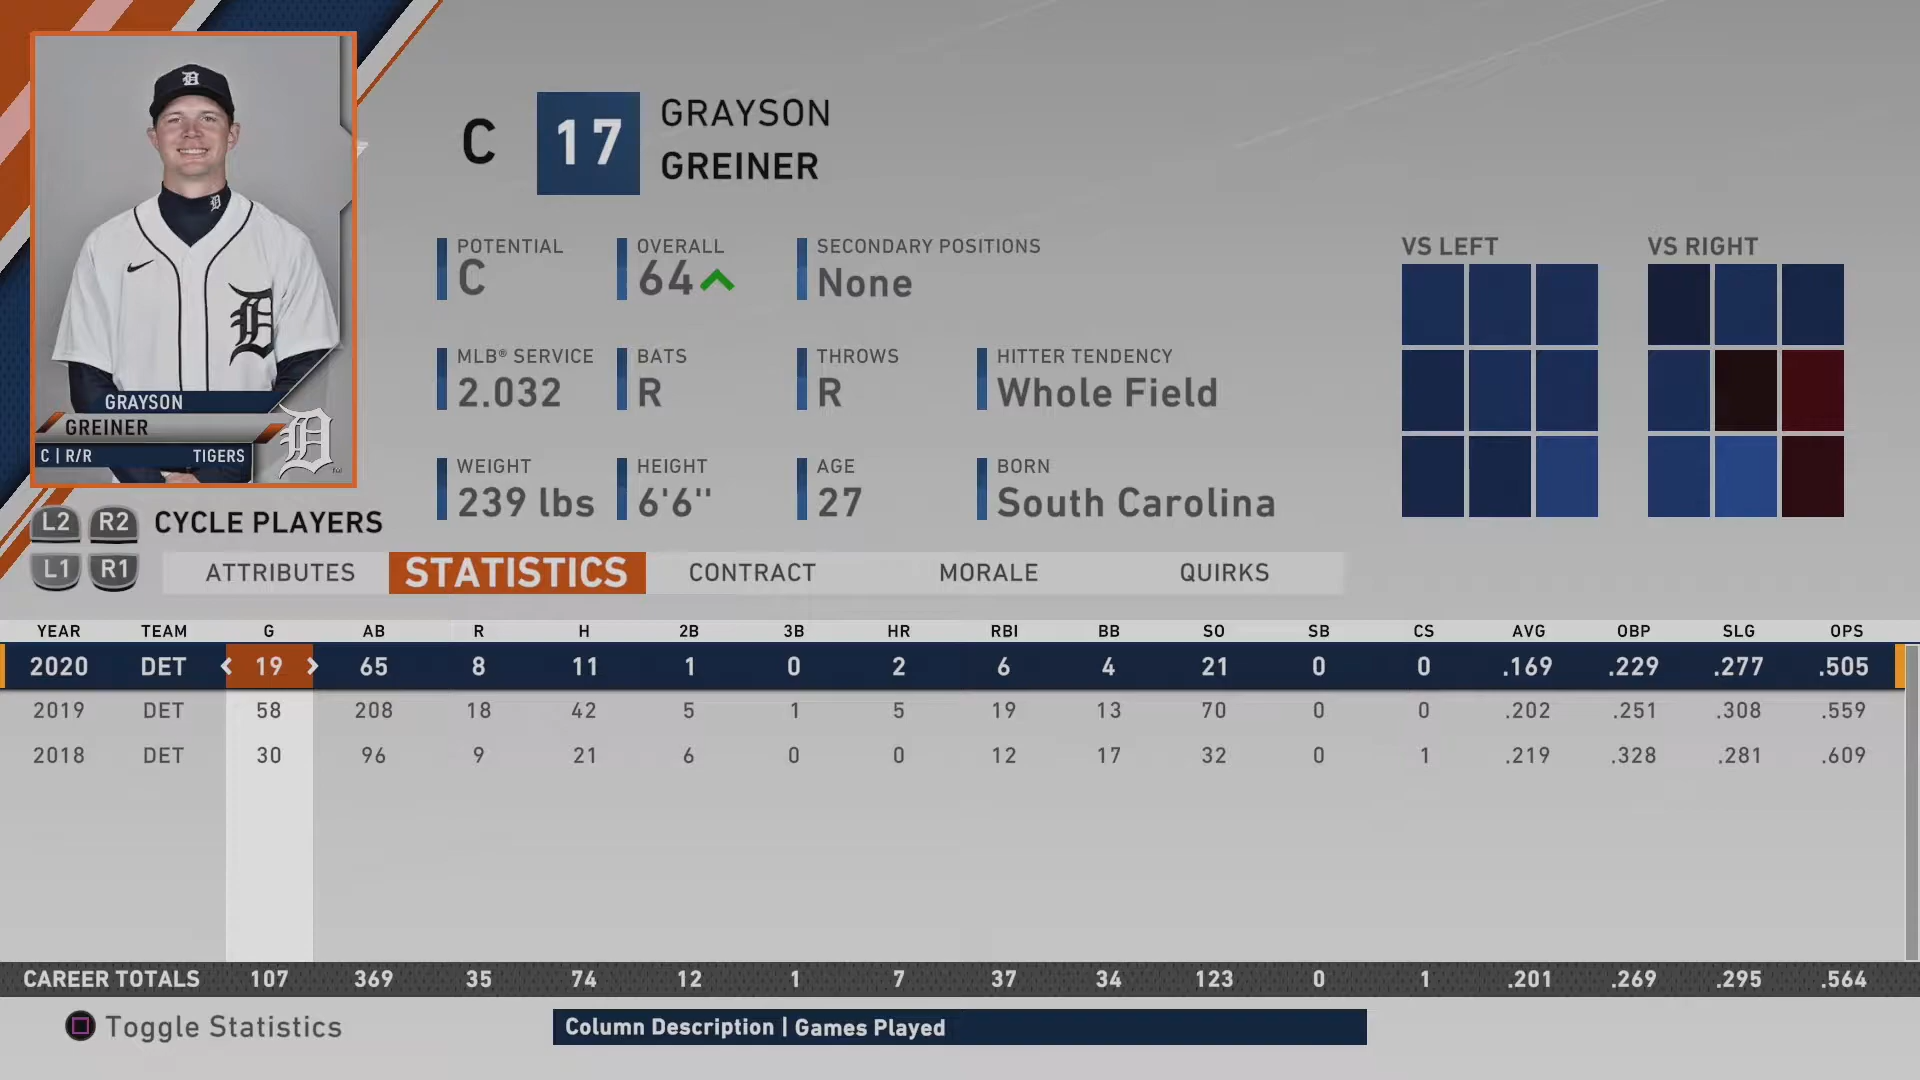 C 17 GRAYSON
GREINER
POTENTIAL OVERALL SECONDARY POSITIONS
C 64 None
MLB® SERVICE BATS THROWS HITTER TENDENCY
2.032 R R Whole Field
WEIGHT HEIGHT AGE BORN
239 lbs 6'6" 27 South Carolina
VS LEFT VS RIGHT
GRAYSON
GREINER
C | R/R TIGERS
L2 R2 CYCLE PLAYERS
L1 R1 ATTRIBUTES STATISTICS CONTRACT MORALE QUIRKS
YEAR TEAM G AB R H 2B 3B HR RBI BB SO SB CS AVG OBP SLG OPS
2020 DET 19 65 8 11 1 0 2 6 4 21 0 0 .169 .229 .277 .505
2019 DET 58 208 18 42 5 1 5 19 13 70 0 0 .202 .251 .308 .559
2018 DET 30 96 9 21 6 0 0 12 17 32 0 1 .219 .328 .281 .609
CAREER TOTALS 107 369 35 74 12 1 7 37 34 123 0 1 .201 .269 .295 .564
Toggle Statistics
Column Description | Games Played